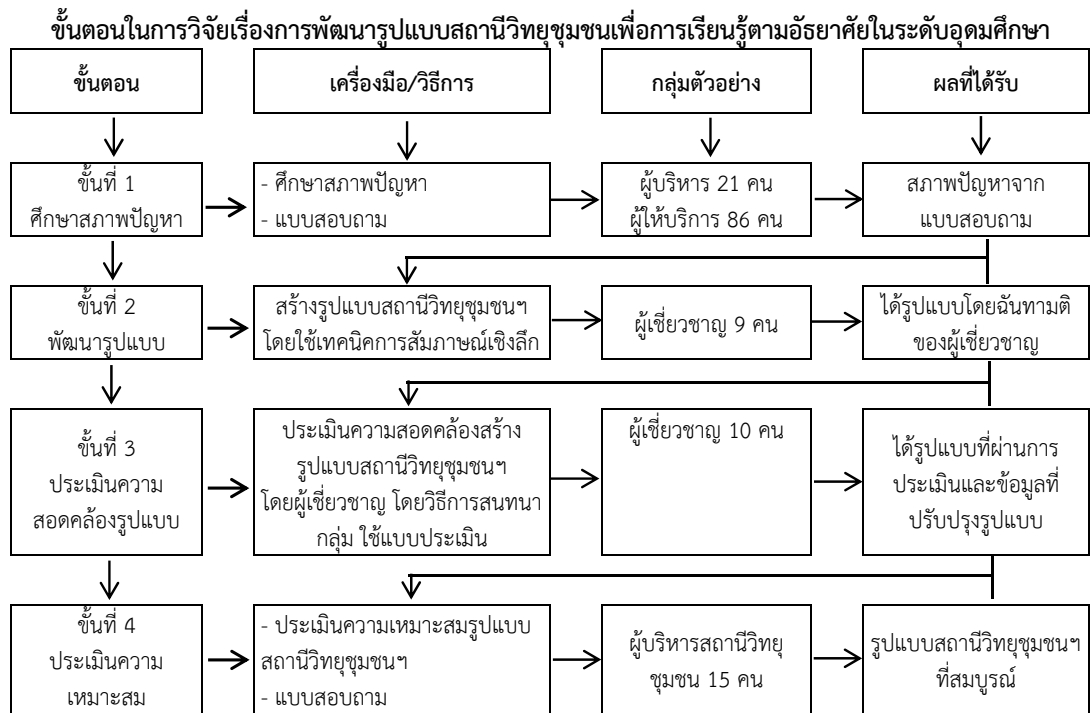 ขั้นตอนในการวิจัยเรื่องการพัฒนารูปแบบสถานีวิทยุชุมชนเพื่อการเรียนรู้ตามอัธยาศัยในระดับอุดมศึกษา
ขั้นตอน
เครื่องมือ/วิธีการ
กลุ่มตัวอย่าง
ผลที่ได้รับ
ขั้นที่ 1
ศึกษาสภาพปัญหา
- ศึกษาสภาพปัญหา
- แบบสอบถาม
ผู้บริหาร 21 คน
ผู้ให้บริการ 86 คน
สภาพปัญหาจาก
แบบสอบถาม
ขั้นที่ 2
พัฒนารูปแบบ
สร้างรูปแบบสถานีวิทยุชุมชนฯ
โดยใช้เทคนิคการสัมภาษณ์เชิงลึก
ผู้เชี่ยวชาญ 9 คน
ได้รูปแบบโดยฉันทามติ
ของผู้เชี่ยวชาญ
ขั้นที่ 3
ประเมินความ
สอดคล้องรูปแบบ
ประเมินความสอดคล้องสร้าง
รูปแบบสถานีวิทยุชุมชนฯ
โดยผู้เชี่ยวชาญ โดยวิธีการสนทนา
กลุ่ม ใช้แบบประเมิน
ผู้เชี่ยวชาญ 10 คน
ได้รูปแบบที่ผ่านการ
ประเมินและข้อมูลที่
ปรับปรุงรูปแบบ
ขั้นที่ 4
ประเมินความ
เหมาะสม
- ประเมินความเหมาะสมรูปแบบ
สถานีวิทยุชุมชนฯ
- แบบสอบถาม
ผู้บริหารสถานีวิทยุ
ชุมชน 15 คน
รูปแบบสถานีวิทยุชุมชนฯ
ที่สมบูรณ์